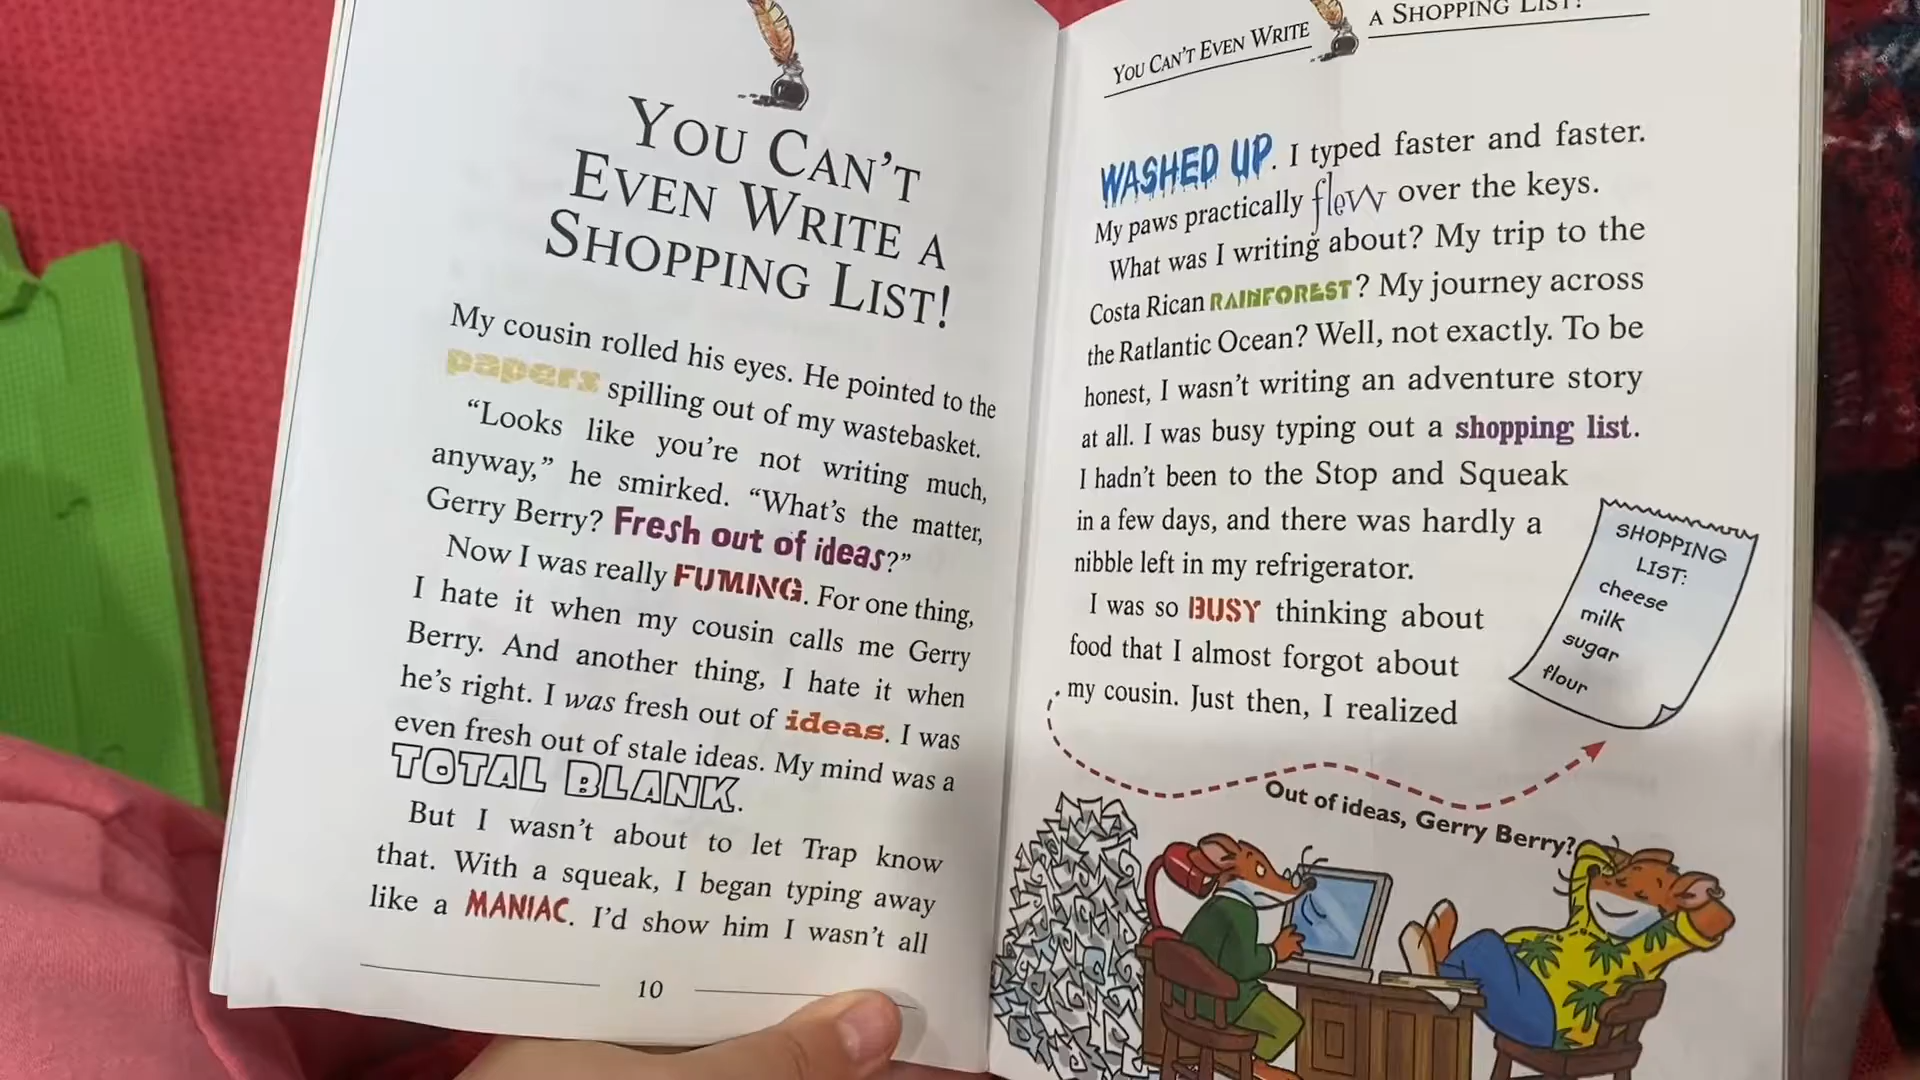 YOU CAN'T
EVEN WRITE A
SHOPPING LIST!
My cousin rolled his eyes. He pointed to the
papers spilling out of my wastebasket.
“Looks like you’re not writing much,
anyway,” he smirked. “What’s the matter,
Gerry Berry? Fresh out of ideas?”
Now I was really FUMING. For one thing,
I hate it when my cousin calls me Gerry
Berry. And another thing, I hate it when
he’s right. I was fresh out of ideas. I was
even fresh out of stale ideas. My mind was a
TOTAL BLANK.
But I wasn’t about to let Trap know
that. With a squeak, I began typing away
like a MANIAC. I’d show him I wasn’t all
10
YOU CAN'T EVEN WRITE A SHOPPING LIST!
WASHED UP. I typed faster and faster.
My paws practically flew over the keys.
What was I writing about? My trip to the
Costa Rican RAINFOREST? My journey across
the Ratlantic Ocean? Well, not exactly. To be
honest, I wasn’t writing an adventure story
at all. I was busy typing out a shopping list.
I hadn’t been to the Stop and Squeak
in a few days, and there was hardly a
nibble left in my refrigerator.
I was so BUSY thinking about
food that I almost forgot about
my cousin. Just then, I realized
SHOPPING
LIST:
cheese
milk
sugar
flour
Out of ideas, Gerry Berry?